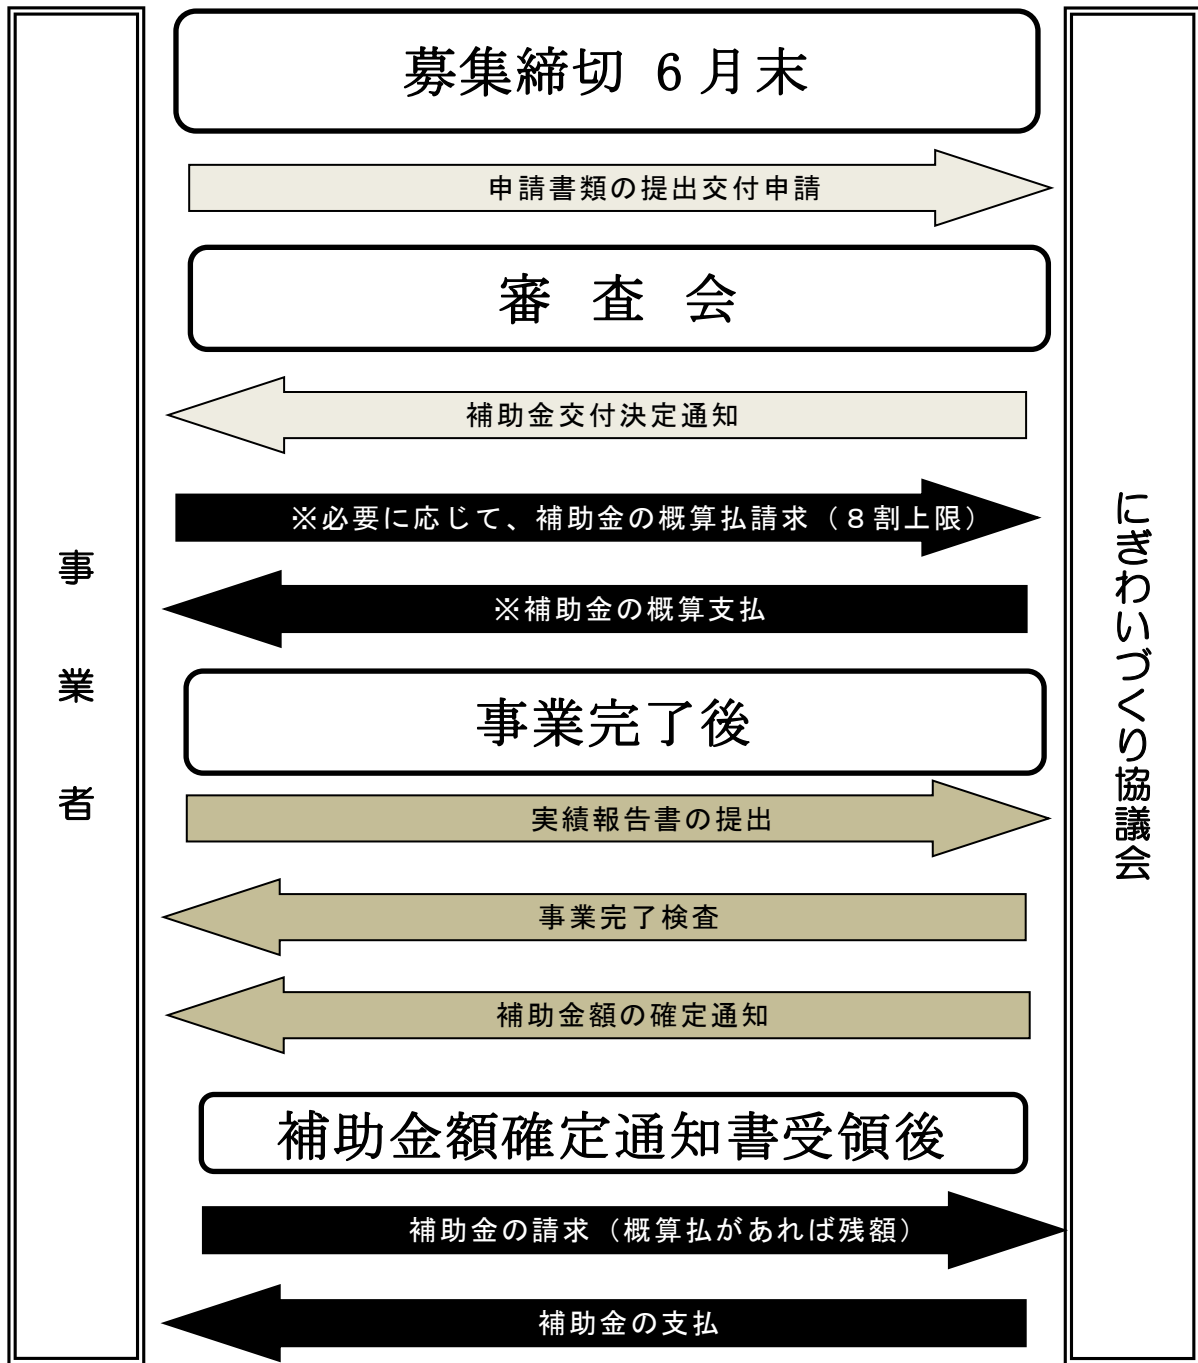 募集締切 6月末
申請書類の提出交付申請
審 査 会
補助金交付決定通知
※必要に応じて、補助金の概算払請求（８割上限）
※補助金の概算支払
事業完了後
実績報告書の提出
事業完了検査
補助金額の確定通知
補助金額確定通知書受領後
補助金の請求（概算払があれば残額）
補助金の支払
事業者
にぎわいづくり協議会